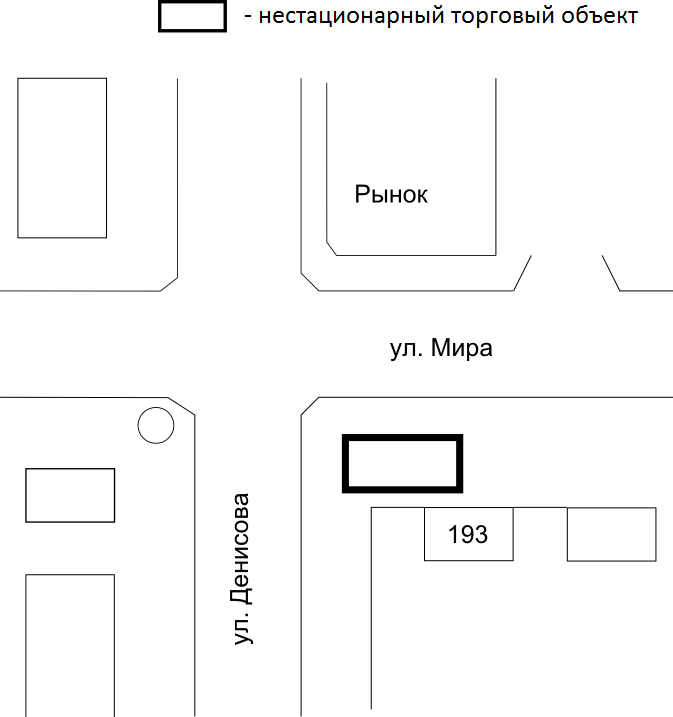 - нестационарный торговый объект
Рынок
ул. Мира
193
ул. Денисова